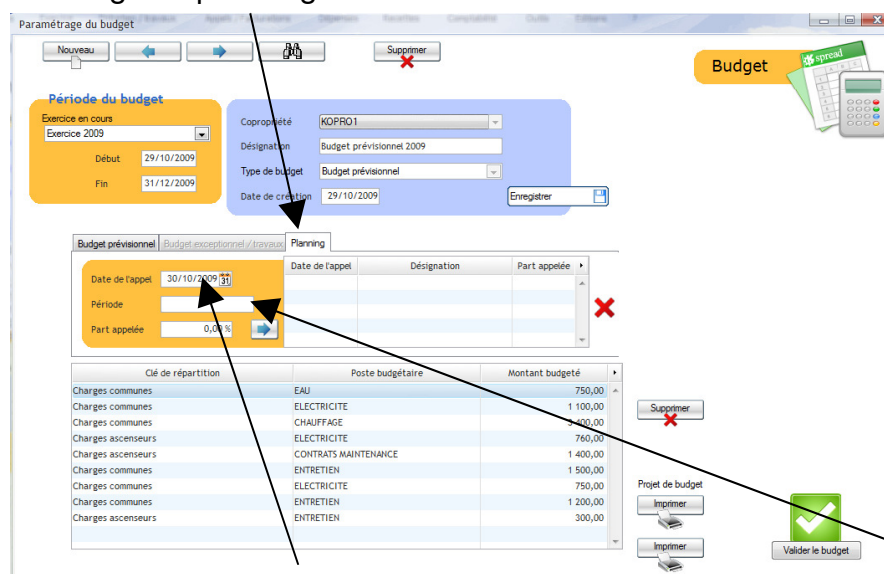 Paramétrage du budget
Nouveau
Supprimer
Budget
spread
Période du budget
Exercice en cours
Exercice 2009
Début 29/10/2009
Fin 31/12/2009
Copropriété KOPRO1
Désignation Budget prévisionnel 2009
Type de budget Budget prévisionnel
Date de création 29/10/2009
Enregistrer
Budget prévisionnel Budget exceptionnel / travaux Planning
Date de l'appel 30/10/2009 31
Période
Part appelée 0,00 %
Date de l'appel Désignation Part appelée
Clé de répartition Poste budgétaire Montant budgeté
Charges communes EAU 750,00
Charges communes ELECTRICITE 1 100,00
Charges communes CHAUFFAGE 3 400,00
Charges ascenseurs ELECTRICITE 760,00
Charges ascenseurs CONTRATS MAINTENANCE 1 400,00
Charges communes ENTRETIEN 1 500,00
Charges communes ELECTRICITE 750,00
Charges communes ENTRETIEN 1 200,00
Charges ascenseurs ENTRETIEN 300,00
Supprimer
Projet de budget
Imprimer
Imprimer
Valider le budget